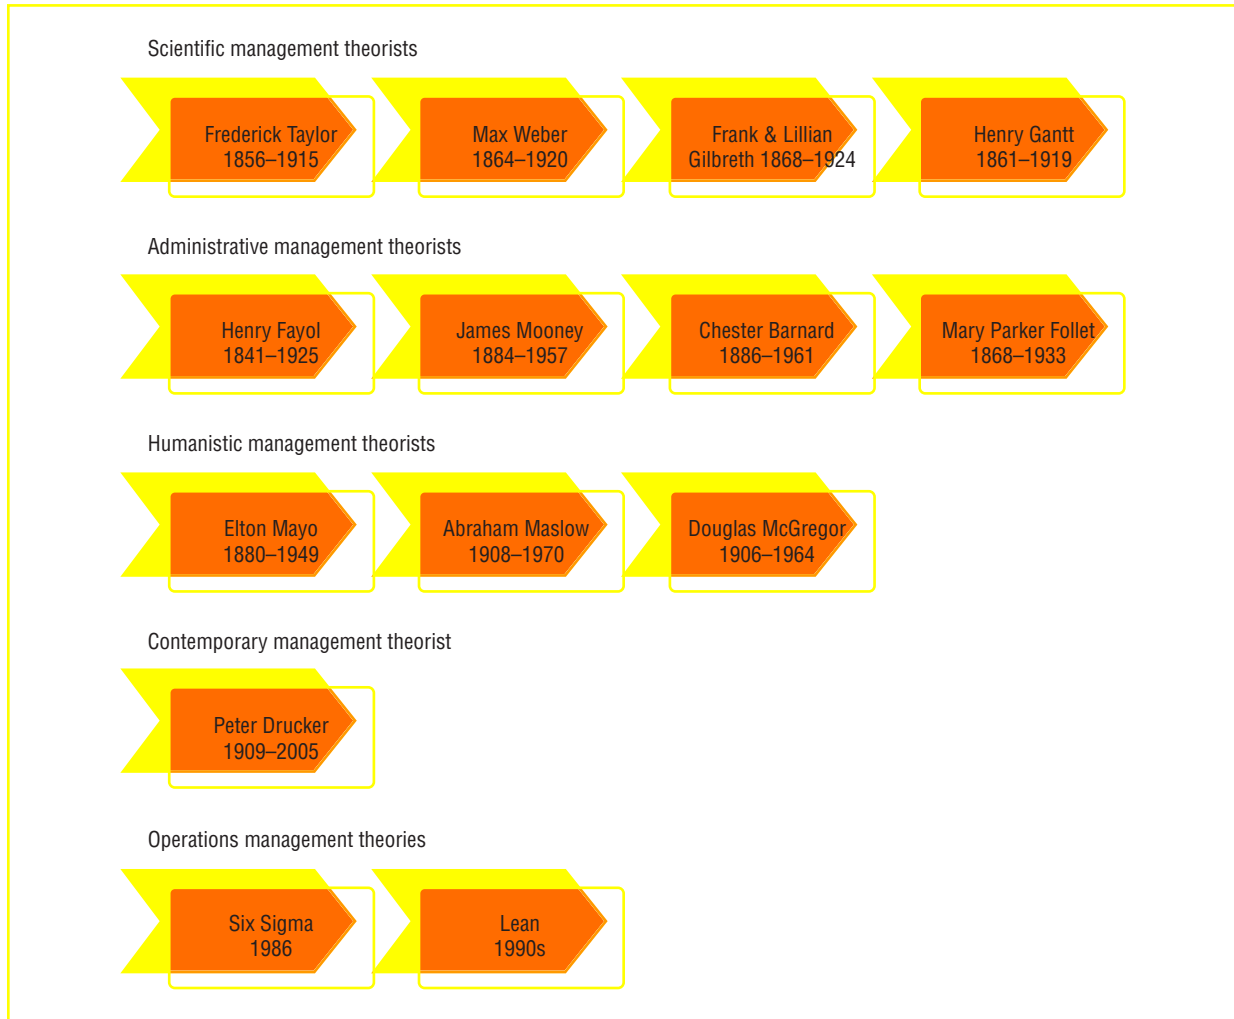 Scientific management theorists
Frederick Taylor
1856–1915
Max Weber
1864–1920
Frank & Lillian
Gilbreth 1868–1924
Henry Gantt
1861–1919
Administrative management theorists
Henry Fayol
1841–1925
James Mooney
1884–1957
Chester Barnard
1886–1961
Mary Parker Follet
1868–1933
Humanistic management theorists
Elton Mayo
1880–1949
Abraham Maslow
1908–1970
Douglas McGregor
1906–1964
Contemporary management theorist
Peter Drucker
1909–2005
Operations management theories
Six Sigma
1986
Lean
1990s